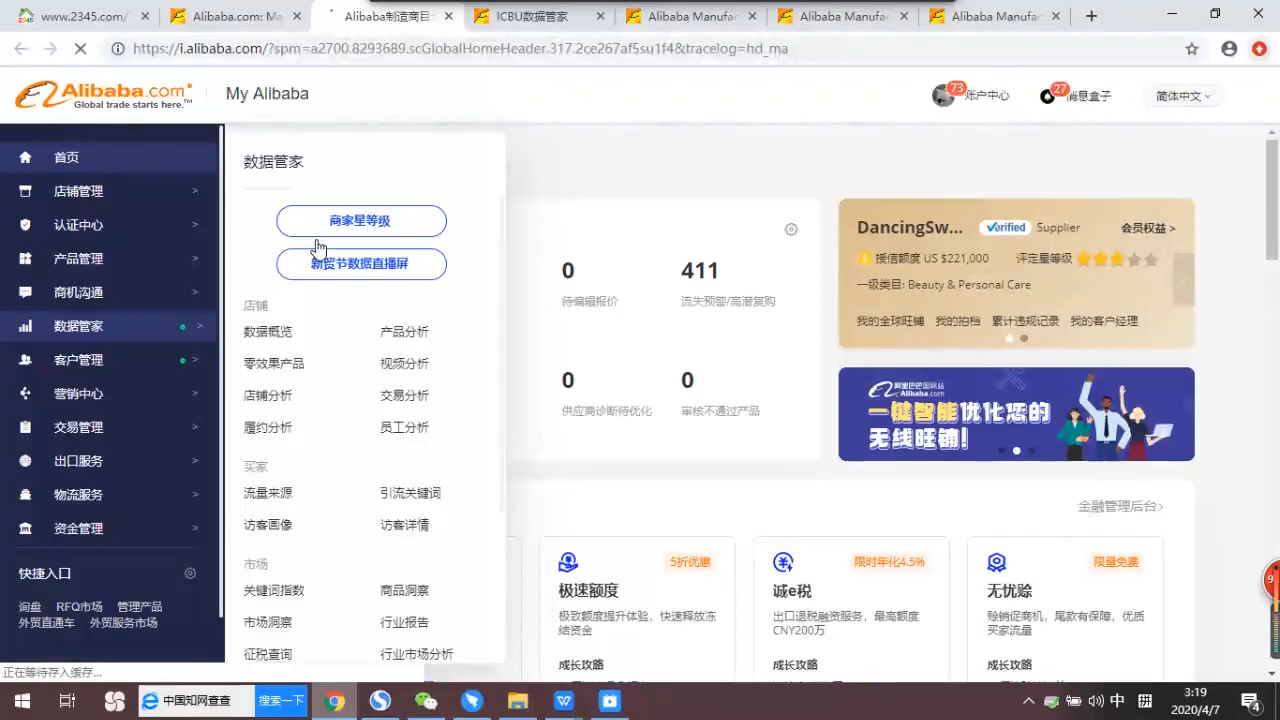 www.2345.com/
Alibaba.com: Ma
Alibaba制造商目
ICBU数据管家
Alibaba Manufa
Alibaba Manufa
Alibaba Manufac
https://i.alibaba.com/?spm=a2700.8293689.scGlobalHomeHeader.317.2ce267af5su1f4&tracelog=hd_ma
Alibaba.com
Global trade starts here.™
My Alibaba
73
账户中心
27
消息盒子
简体中文
首页
店铺管理
认证中心
产品管理
商机沟通
数据管家
客户管理
营销中心
交易管理
出口服务
物流服务
资金管理
快捷入口
询盘 RFQ市场 管理产品
外贸直通车 外贸服务市场
数据管家
商家星等级
新贸节数据直播屏
店铺
数据概览 产品分析
零效果产品 视频分析
店铺分析 交易分析
履约分析 员工分析
买家
流量来源 引流关键词
访客画像 访客详情
市场
关键词指数 商品洞察
市场洞察 行业报告
征税查询 行业市场分析
0 411
待编辑报价 流失预警/高潜复购
0 0
供应商诊断待优化 审核不通过产品
DancingSw... Verified Supplier 会员权益 >
授信额度 US $221,000 评定星等级
一级类目: Beauty & Personal Care
我的全球旺铺 我的拍档 累计违规记录 我的客户经理
阿里巴巴国际站
Alibaba.com
一键智能优化您的
无线旺铺!
金融管理后台>
5折优惠
极速额度
极致额度提升体验，快速释放冻
结资金
成长攻略
限时年化4.5%
诚e税
出口退税融资服务，最高额度
CNY200万
成长攻略
限量免费
无忧赊
赊销促商机，尾款有保障，优质
买家流量
成长攻略
正在等待存入缓存...
中国知网查查
搜索一下
中
拼
3:19
2020/4/7
4